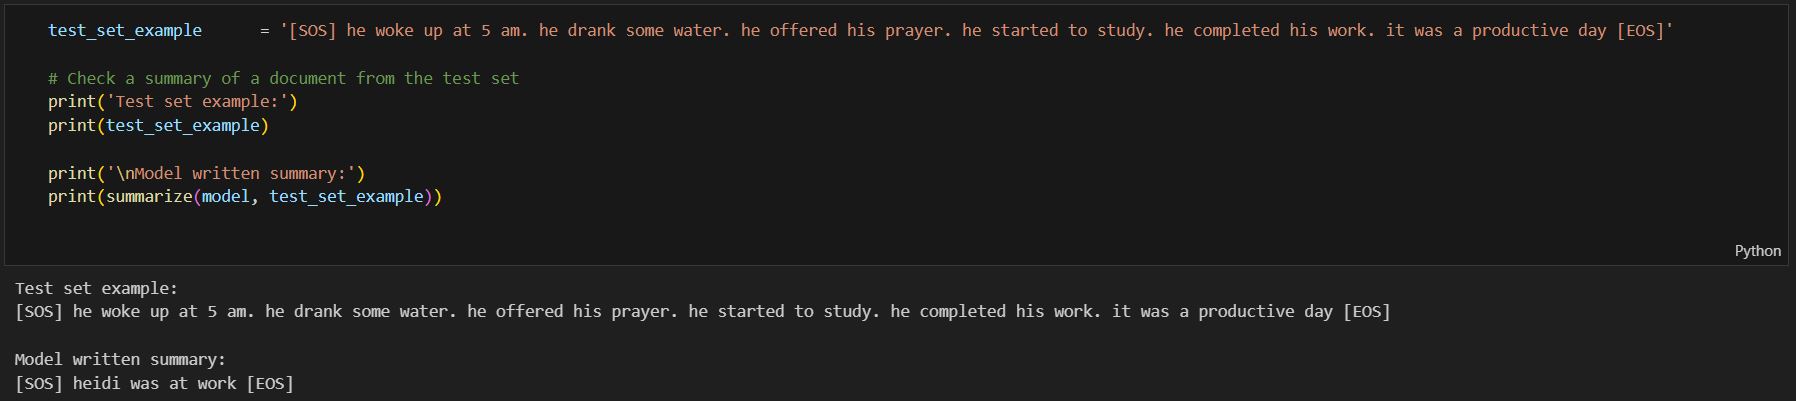 test_set_example      = '[SOS] he woke up at 5 am. he drank some water. he offered his prayer. he started to study. he completed his work. it was a productive day [EOS]'
# Check a summary of a document from the test set
print('Test set example:')
print(test_set_example)
print('\nModel written summary:')
print(summarize(model, test_set_example))
Python
Test set example:
[SOS] he woke up at 5 am. he drank some water. he offered his prayer. he started to study. he completed his work. it was a productive day [EOS]
Model written summary:
[SOS] heidi was at work [EOS]